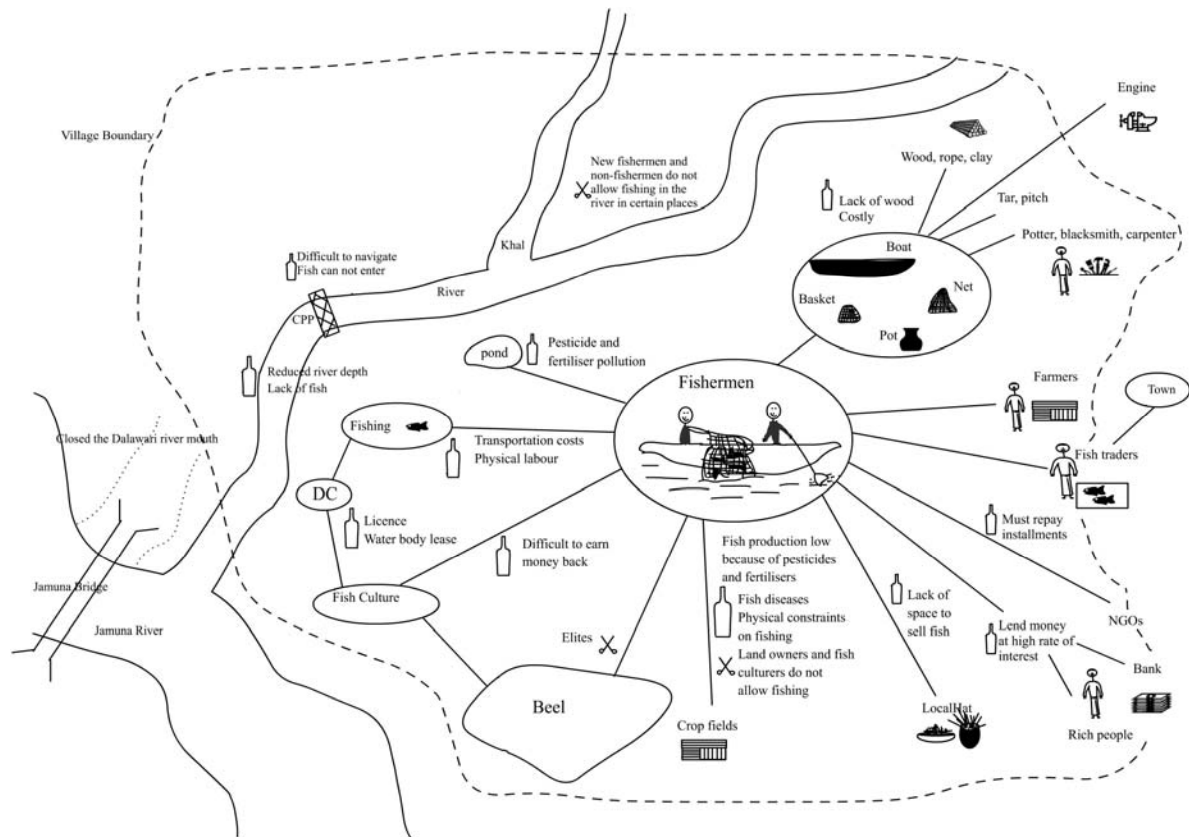 Engine
Village Boundary
Wood, rope, clay
New fishermen and
non-fishermen do not
allow fishing in the
river in certain places
Lack of wood
Costly
Tar, pitch
Potter, blacksmith, carpenter
Khal
Boat
Difficult to navigate
Fish can not enter
River
Basket
Net
CPP
Pot
pond
Pesticide and
fertiliser pollution
Reduced river depth
Lack of fish
Fishermen
Farmers
Town
Closed the Dalawari river mouth
Fishing
Transportation costs
Physical labour
Fish traders
DC
Licence
Water body lease
Must repay
installments
Difficult to earn
money back
Fish production low
because of pesticides
and fertilisers
Jamuna Bridge
Fish Culture
Fish diseases
Physical constraints
on fishing
Lack of
space to
sell fish
NGOs
Jamuna River
Elites
Land owners and fish
culturers do not
allow fishing
Lend money
at high rate of
interest
Bank
Beel
Crop fields
LocalHat
Rich people